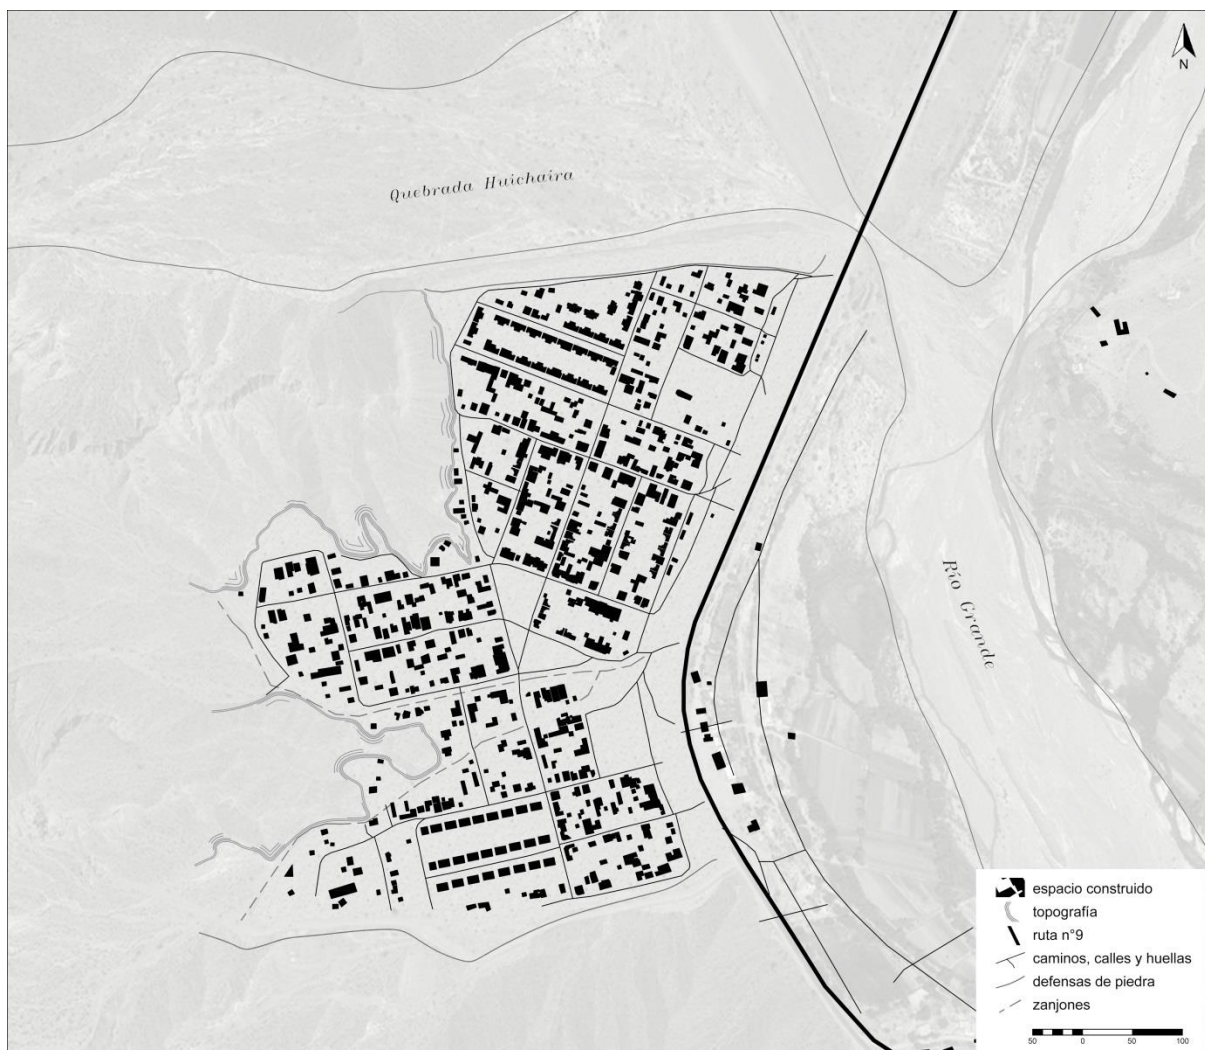 N
Quebrada Huichaira
Río Grande
espacio construido
topografía
ruta n°9
caminos, calles y huellas
defensas de piedra
zanjones
50 0 50 100